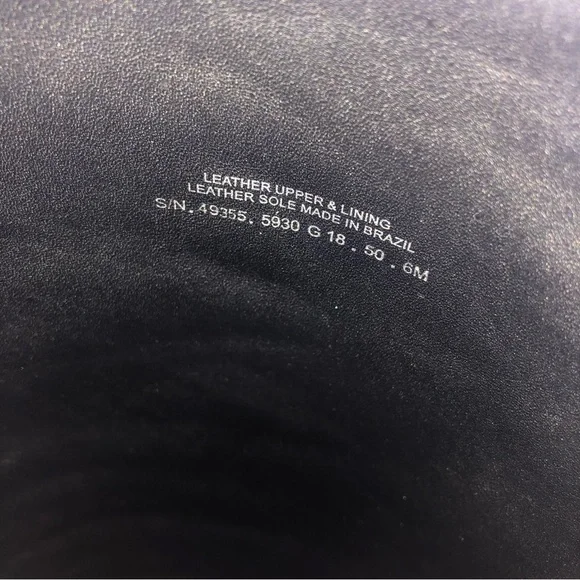 LEATHER UPPER & LINING
LEATHER SOLE MADE IN BRAZIL
S/N. 49355. 5930 G 18 . 50 . 6M